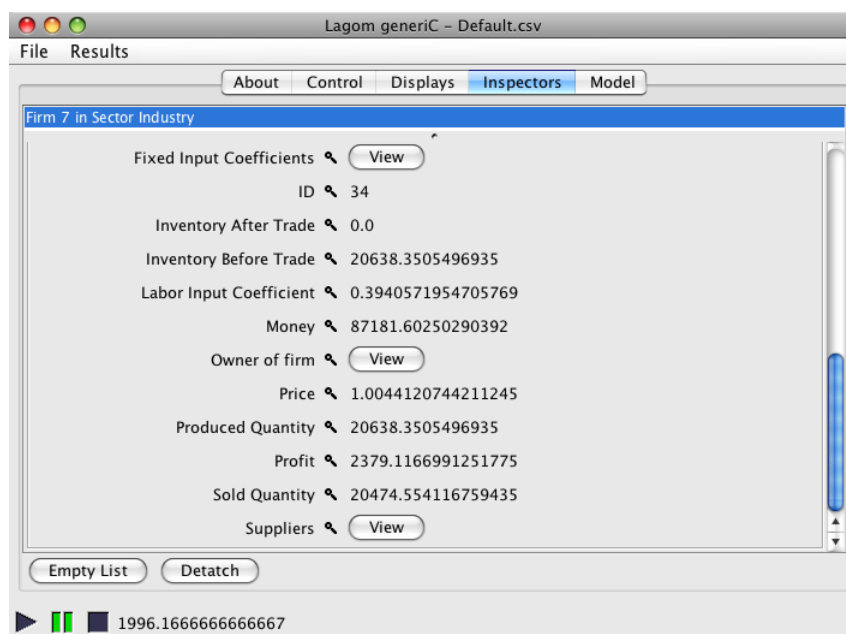 Lagom generiC – Default.csv
File Results
About Control Displays Inspectors Model
Firm 7 in Sector Industry
Fixed Input Coefficients View
ID 34
Inventory After Trade 0.0
Inventory Before Trade 20638.3505496935
Labor Input Coefficient 0.3940571954705769
Money 87181.60250290392
Owner of firm View
Price 1.0044120744211245
Produced Quantity 20638.3505496935
Profit 2379.1166991251775
Sold Quantity 20474.554116759435
Suppliers View
Empty List Detatch
1996.1666666666667